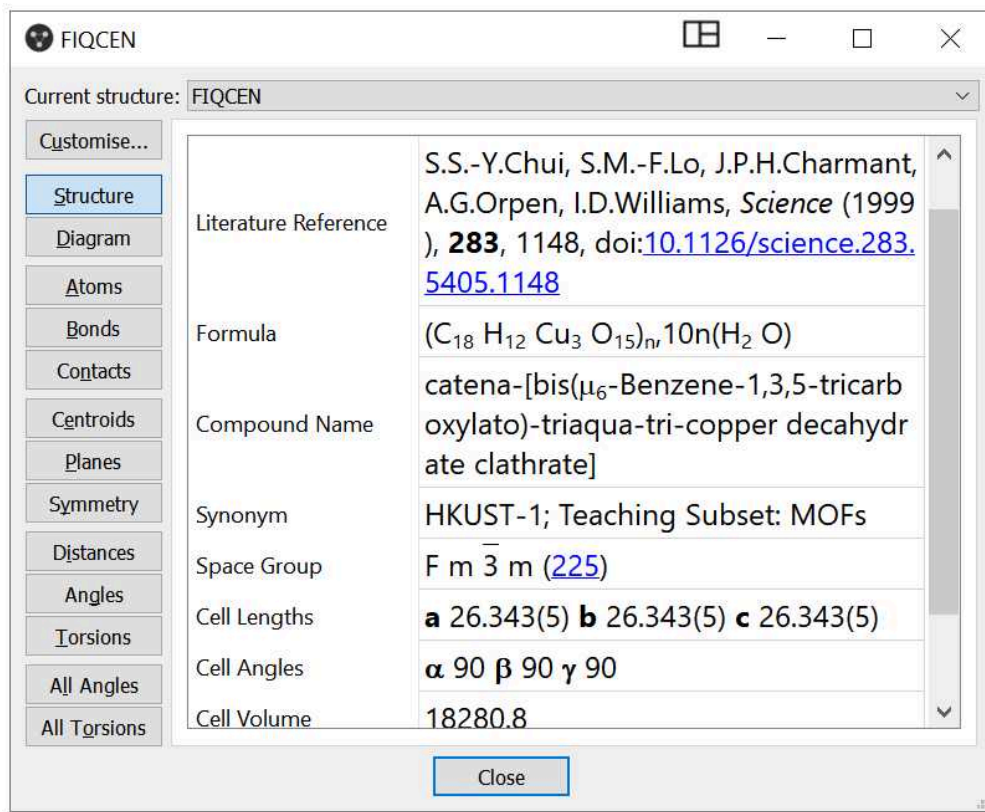 FIQCEN
Current structure: FIQCEN
Customise...
Structure
Diagram
Atoms
Bonds
Contacts
Centroids
Planes
Symmetry
Distances
Angles
Torsions
All Angles
All Torsions
Literature Reference
S.S.-Y.Chui, S.M.-F.Lo, J.P.H.Charmant,
A.G.Orpen, I.D.Williams, Science (1999
), 283, 1148, doi:10.1126/science.283.
5405.1148
Formula
(C₁₈ H₁₂ Cu₃ O₁₅)ₙ,10n(H₂ O)
Compound Name
catena-[bis(μ₆-Benzene-1,3,5-tricarb
oxylato)-triaqua-tri-copper decahydr
ate clathrate]
Synonym
HKUST-1; Teaching Subset: MOFs
Space Group
F m 3̅ m (225)
Cell Lengths
a 26.343(5) b 26.343(5) c 26.343(5)
Cell Angles
α 90 β 90 γ 90
Cell Volume
18280.8
Close